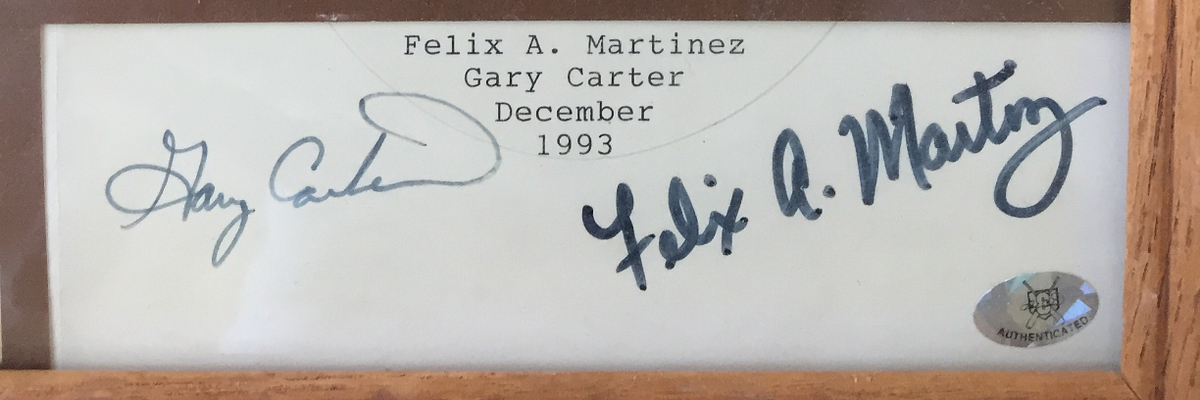 Felix A. Martinez
Gary Carter
December
1993
Gary Carter
Felix A. Martinez
AUTHENTICATED